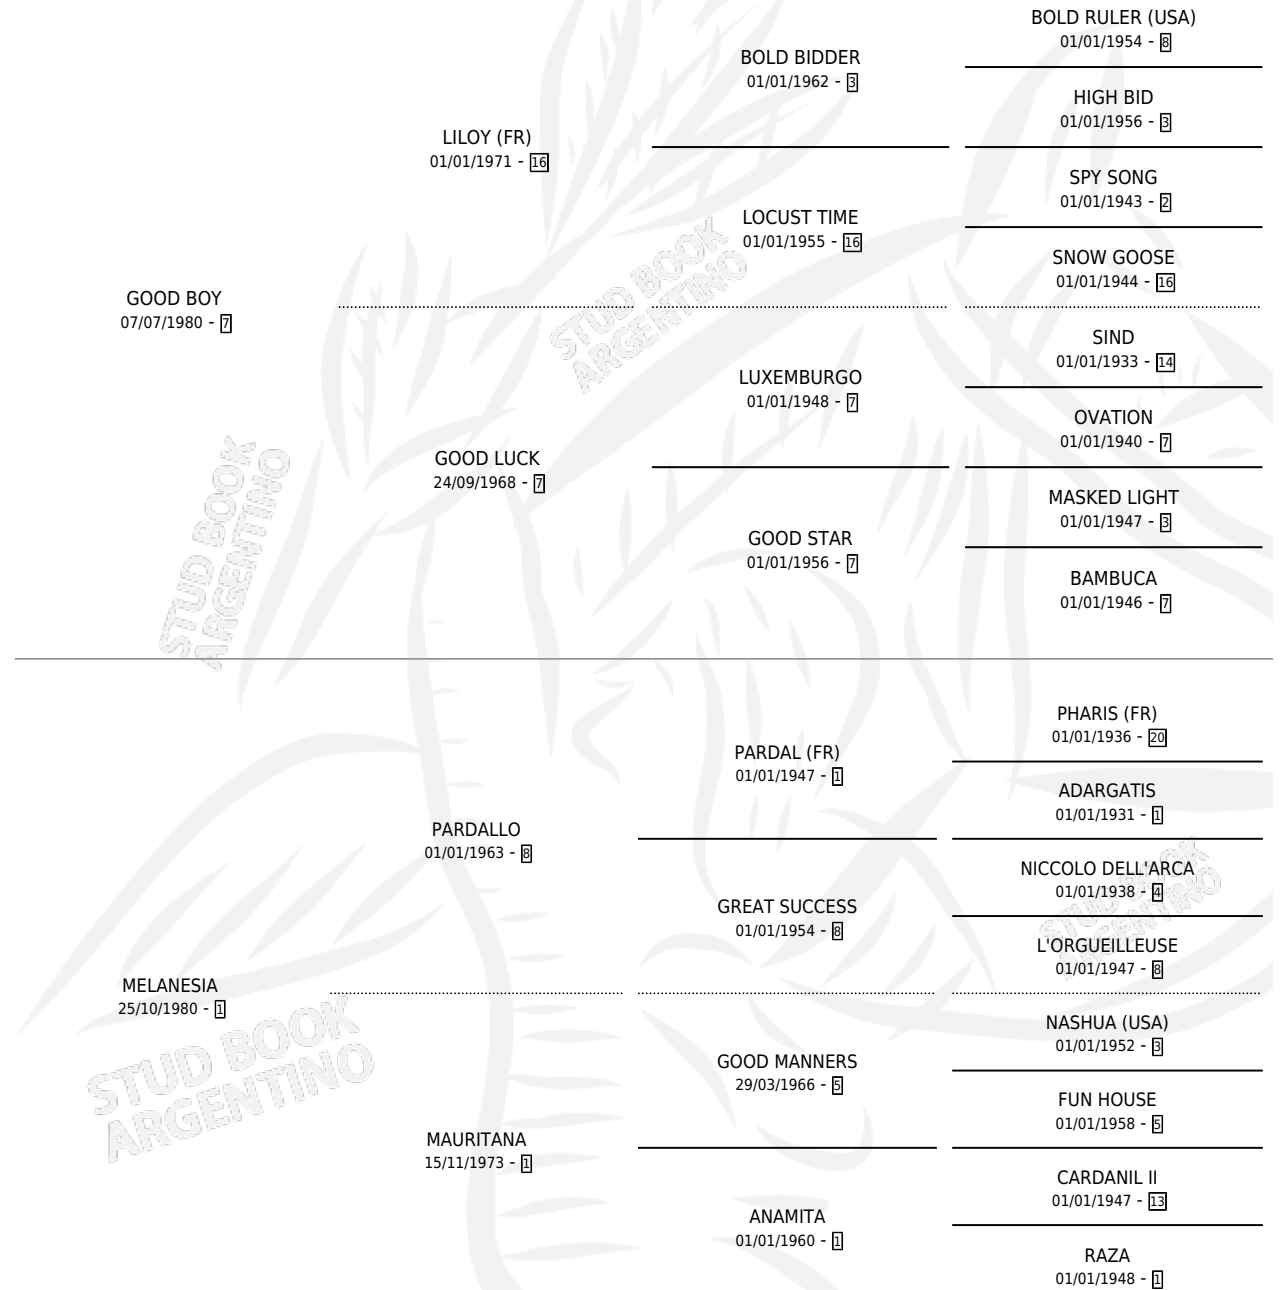 BOLD RULER (USA)
01/01/1954 - 8
BOLD BIDDER
01/01/1962 - 3
HIGH BID
01/01/1956 - 3
LILOY (FR)
01/01/1971 - 16
SPY SONG
01/01/1943 - 2
LOCUST TIME
01/01/1955 - 16
SNOW GOOSE
01/01/1944 - 16
GOOD BOY
07/07/1980 - 7
STUD BOOK
ARGENTINO
SIND
01/01/1933 - 14
LUXEMBURGO
01/01/1948 - 7
OVATION
01/01/1940 - 7
GOOD LUCK
24/09/1968 - 7
MASKED LIGHT
01/01/1947 - 3
GOOD STAR
01/01/1956 - 7
BAMBUCA
01/01/1946 - 7
STUD BOOK
ARGENTINO
PHARIS (FR)
01/01/1936 - 20
PARDAL (FR)
01/01/1947 - 1
ADARGATIS
01/01/1931 - 1
PARDALLO
01/01/1963 - 8
NICCOLO DELL'ARCA
01/01/1938 - 4
GREAT SUCCESS
01/01/1954 - 8
L'ORGUEILLEUSE
01/01/1947 - 8
STUD BOOK
ARGENTINO
MELANESIA
25/10/1980 - 1
NASHUA (USA)
01/01/1952 - 3
GOOD MANNERS
29/03/1966 - 5
FUN HOUSE
01/01/1958 - 5
STUD BOOK
ARGENTINO
MAURITANA
15/11/1973 - 1
CARDANIL II
01/01/1947 - 13
ANAMITA
01/01/1960 - 1
RAZA
01/01/1948 - 1